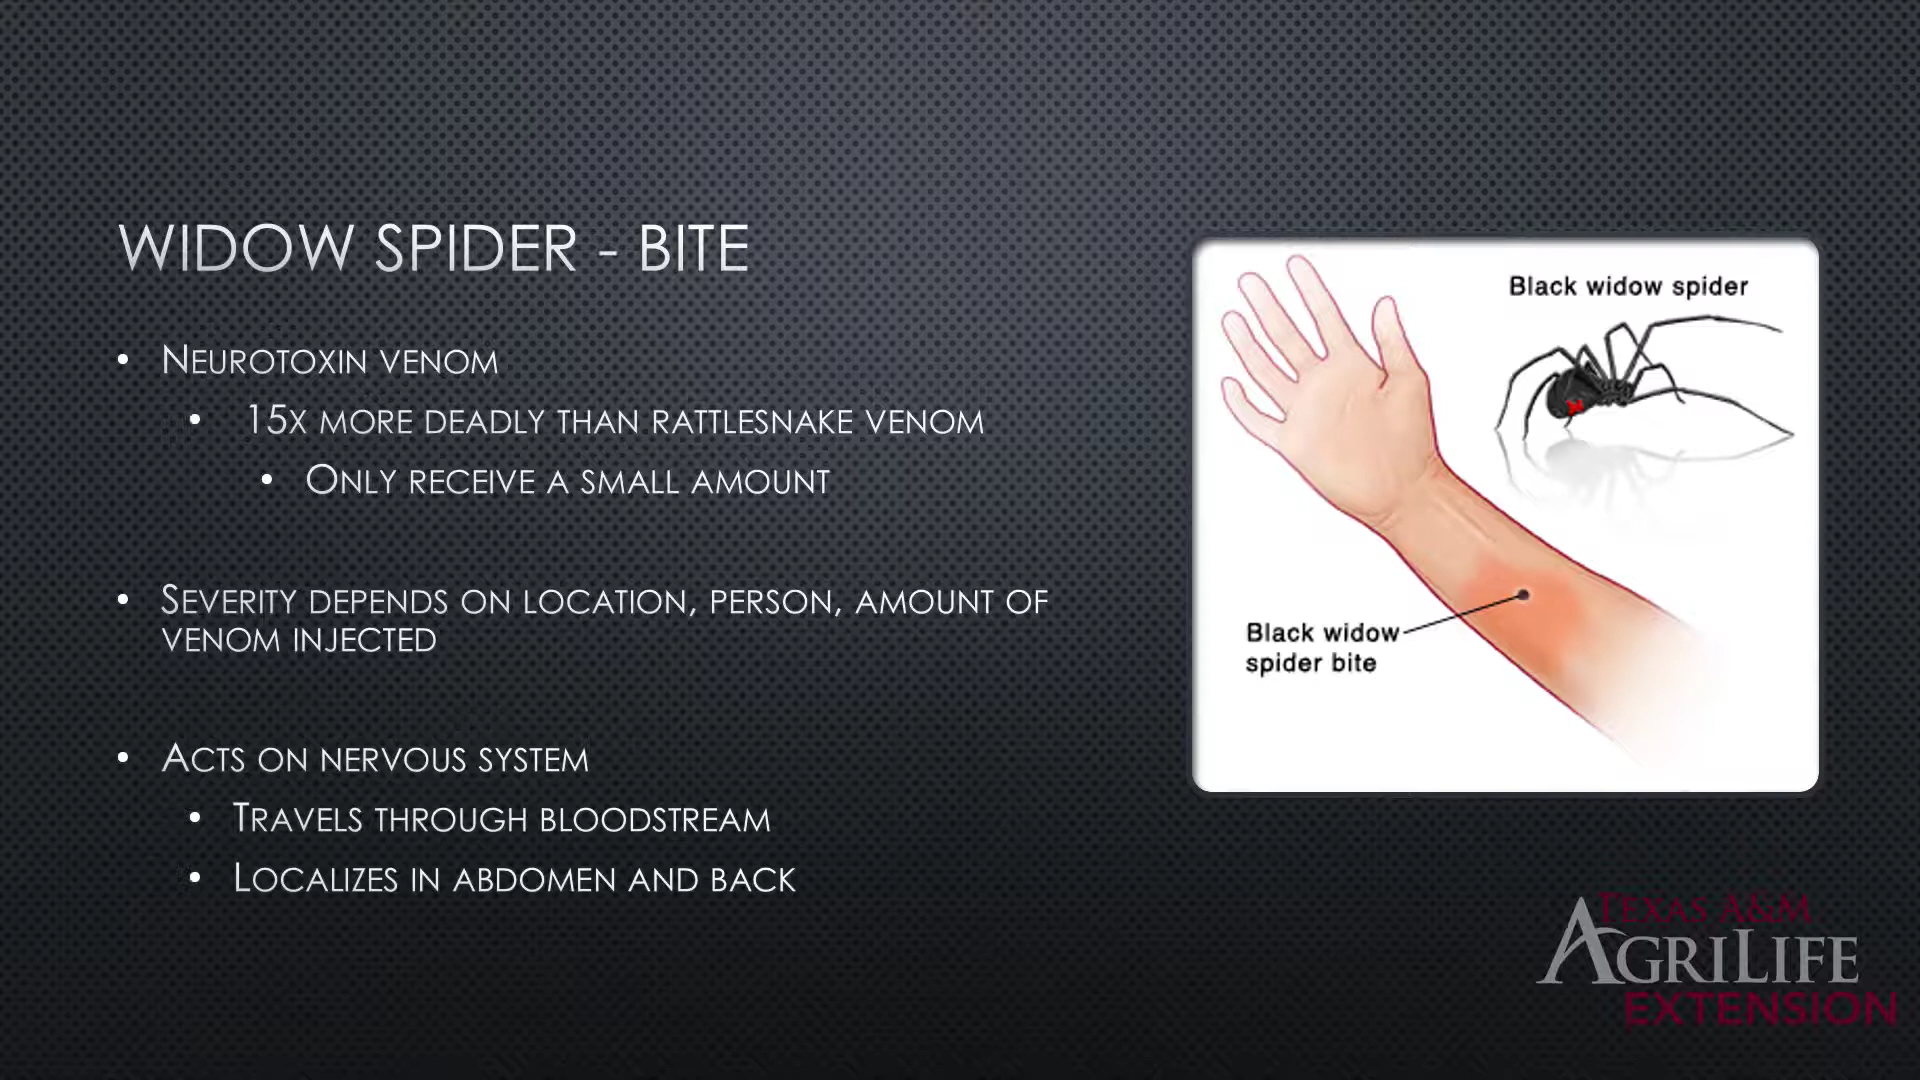 WIDOW SPIDER - BITE
• NEUROTOXIN VENOM
• 15X MORE DEADLY THAN RATTLESNAKE VENOM
• ONLY RECEIVE A SMALL AMOUNT
• SEVERITY DEPENDS ON LOCATION, PERSON, AMOUNT OF
VENOM INJECTED
• ACTS ON NERVOUS SYSTEM
• TRAVELS THROUGH BLOODSTREAM
• LOCALIZES IN ABDOMEN AND BACK
Black widow spider
Black widow
spider bite
TEXAS A&M
AGRILIFE
EXTENSION